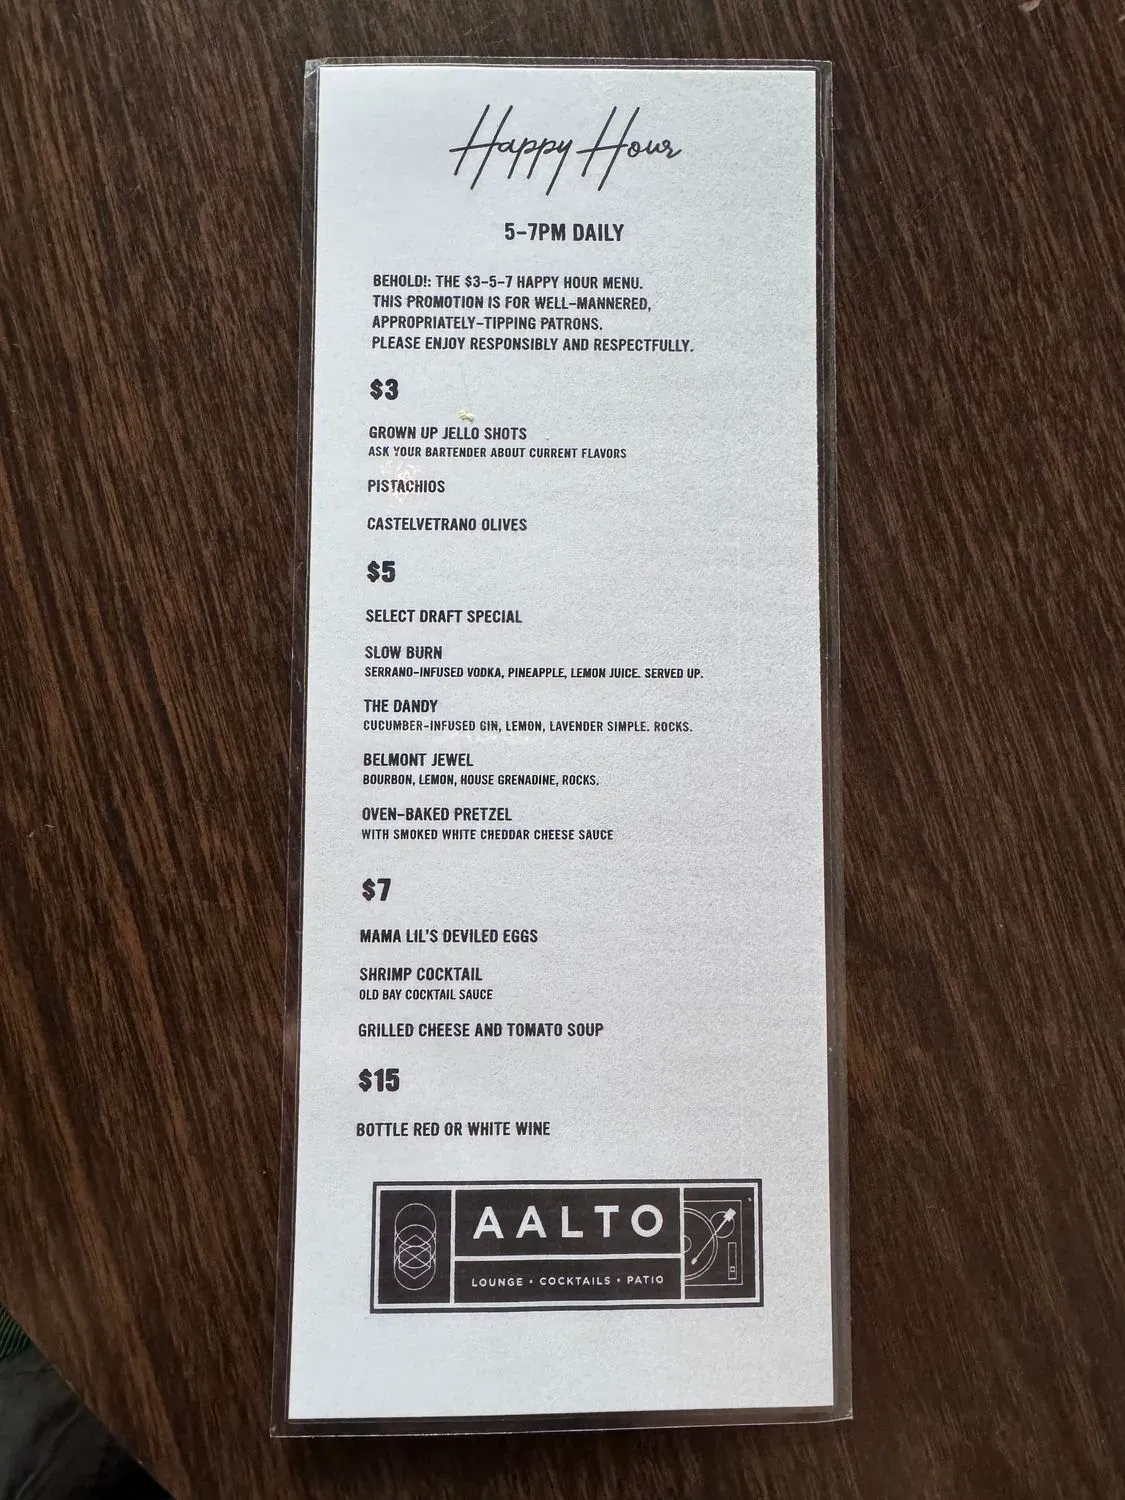 Happy Hour
5-7PM DAILY
BEHOLD!: THE $3-5-7 HAPPY HOUR MENU.
THIS PROMOTION IS FOR WELL-MANNERED,
APPROPRIATELY-TIPPING PATRONS.
PLEASE ENJOY RESPONSIBLY AND RESPECTFULLY.
$3
GROWN UP JELLO SHOTS
ASK YOUR BARTENDER ABOUT CURRENT FLAVORS
PISTACHIOS
CASTELVETRANO OLIVES
$5
SELECT DRAFT SPECIAL
SLOW BURN
SERRANO-INFUSED VODKA, PINEAPPLE, LEMON JUICE. SERVED UP.
THE DANDY
CUCUMBER-INFUSED GIN, LEMON, LAVENDER SIMPLE. ROCKS.
BELMONT JEWEL
BOURBON, LEMON, HOUSE GRENADINE, ROCKS.
OVEN-BAKED PRETZEL
WITH SMOKED WHITE CHEDDAR CHEESE SAUCE
$7
MAMA LIL'S DEVILED EGGS
SHRIMP COCKTAIL
OLD BAY COCKTAIL SAUCE
GRILLED CHEESE AND TOMATO SOUP
$15
BOTTLE RED OR WHITE WINE
AALTO
LOUNGE • COCKTAILS • PATIO